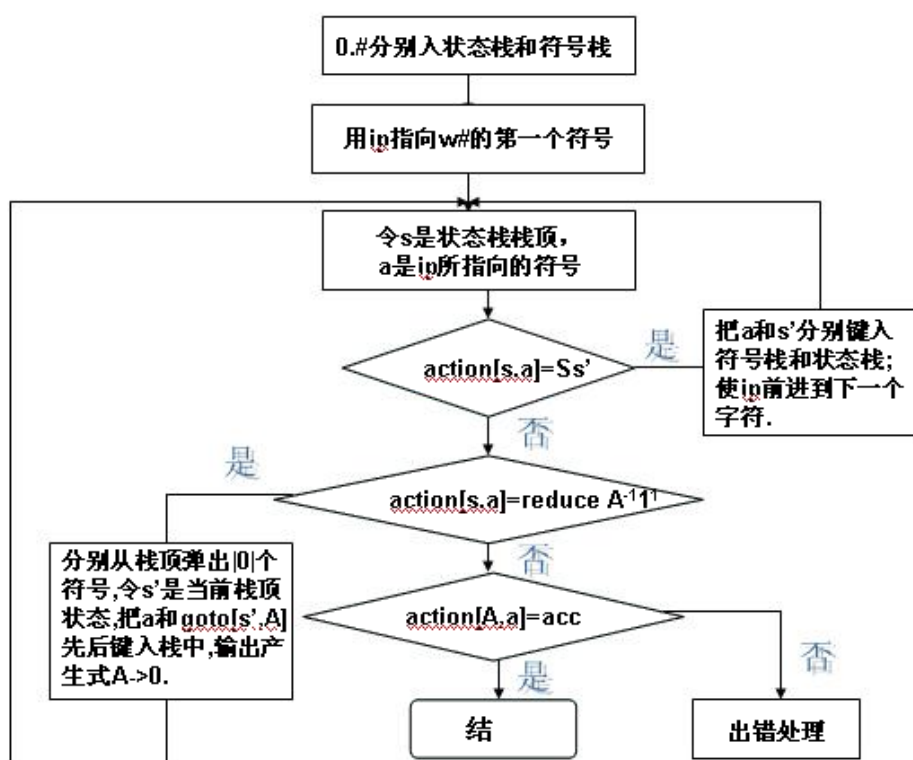 0.#分别入状态栈和符号栈
用ip指向w#的第一个符号
令s是状态栈栈顶，
a是ip所指向的符号
action[s.a]=Ss’
是
把a和s’分别键入
符号栈和状态栈;
使ip前进到下一个
字符.
否
action[s.a]=reduce A⁻¹1¹
是
分别从栈顶弹出|0|个
符号,令s’是当前栈顶
状态,把a和goto[s’,A]
先后键入栈中,输出产
生式A->0.
否
action[A,a]=acc
是
否
结
出错处理